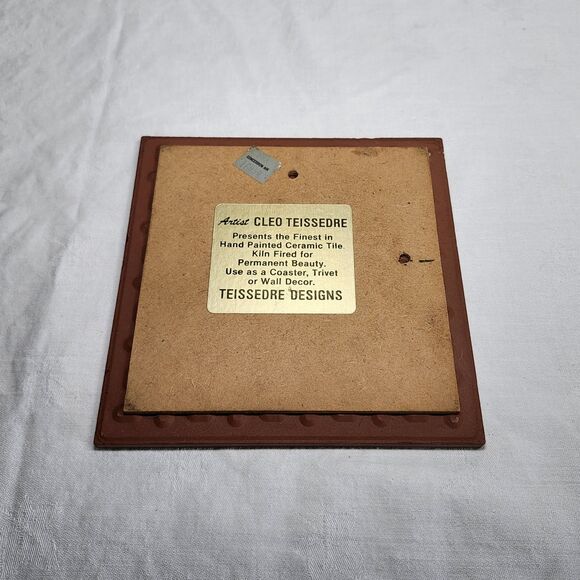 Artist CLEO TEISSEDRE
Presents the Finest in
Hand Painted Ceramic Tile.
Kiln Fired for
Permanent Beauty.
Use as a Coaster, Trivet
or Wall Decor.
TEISSEDRE DESIGNS